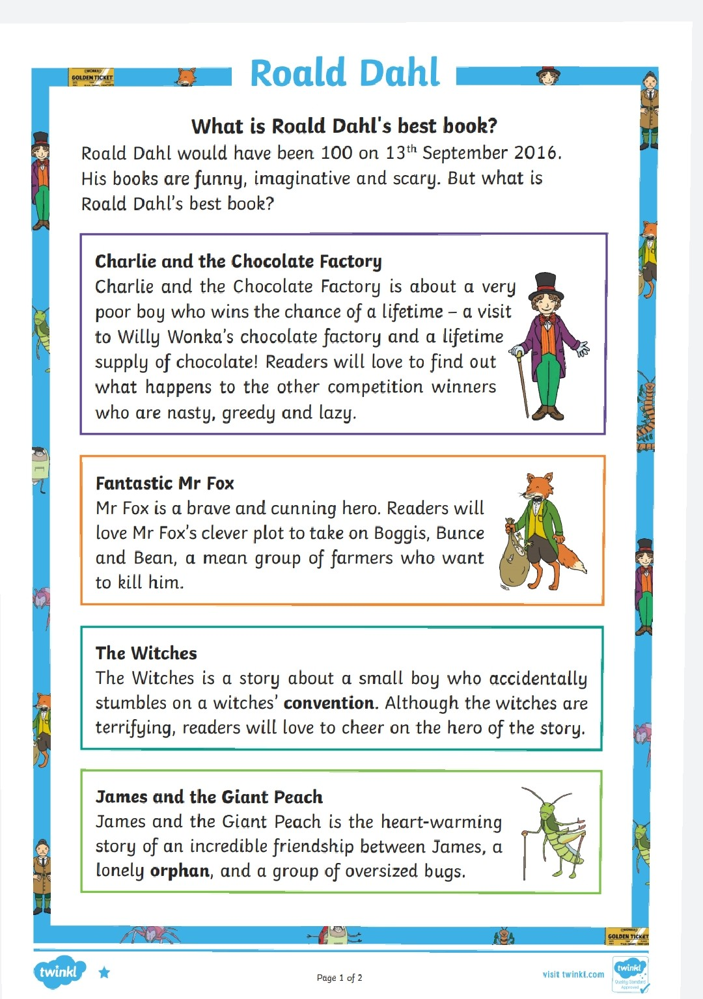 Roald Dahl
WONKA
GOLDEN TICKET
What is Roald Dahl's best book?
Roald Dahl would have been 100 on 13th September 2016.
His books are funny, imaginative and scary. But what is
Roald Dahl's best book?
Charlie and the Chocolate Factory
Charlie and the Chocolate Factory is about a very
poor boy who wins the chance of a lifetime – a visit
to Willy Wonka's chocolate factory and a lifetime
supply of chocolate! Readers will love to find out
what happens to the other competition winners
who are nasty, greedy and lazy.
Fantastic Mr Fox
Mr Fox is a brave and cunning hero. Readers will
love Mr Fox's clever plot to take on Boggis, Bunce
and Bean, a mean group of farmers who want
to kill him.
The Witches
The Witches is a story about a small boy who accidentally
stumbles on a witches' convention. Although the witches are
terrifying, readers will love to cheer on the hero of the story.
James and the Giant Peach
James and the Giant Peach is the heart-warming
story of an incredible friendship between James, a
lonely orphan, and a group of oversized bugs.
WONKA
GOLDEN TICKET
twinkl
Page 1 of 2
visit twinkl.com
twinkl
Quality Standard
Approved